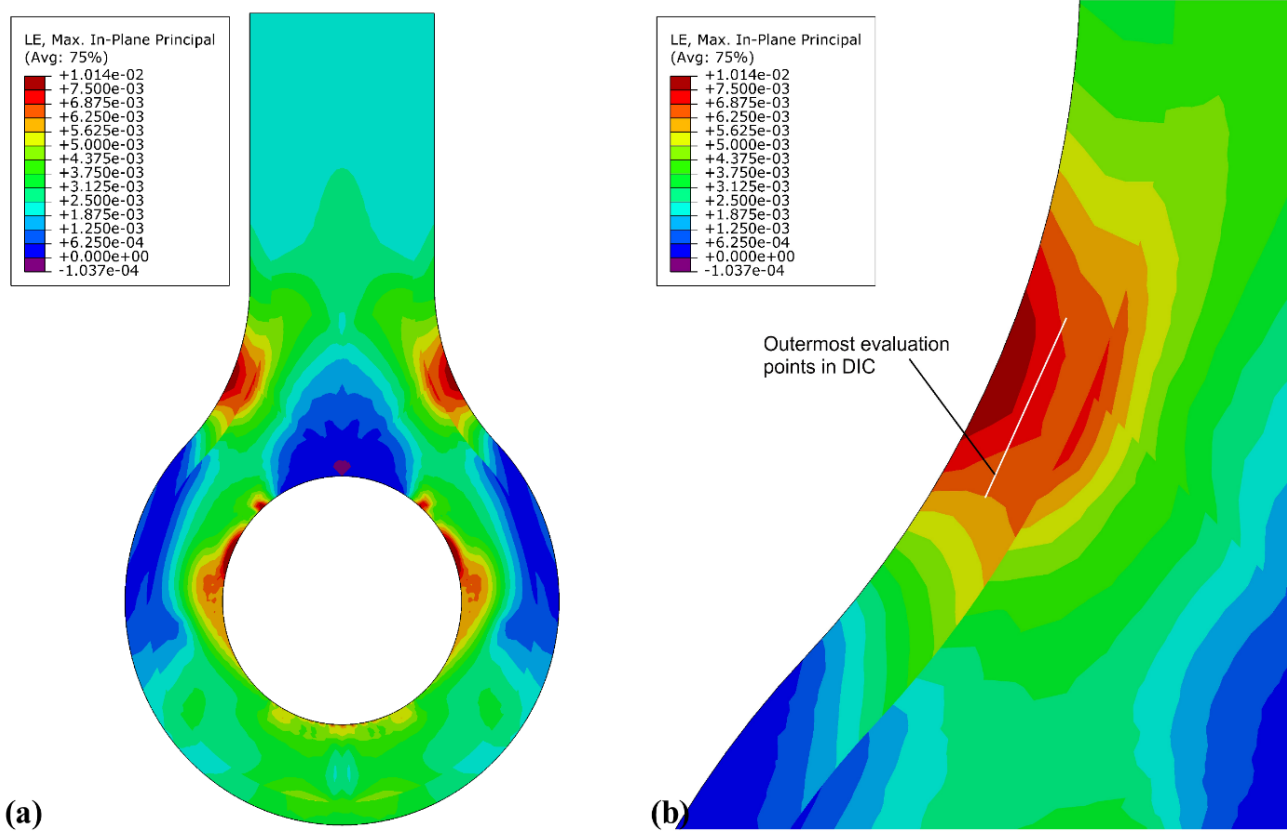 LE, Max. In-Plane Principal
(Avg: 75%)
+1.014e-02
+7.500e-03
+6.875e-03
+6.250e-03
+5.625e-03
+5.000e-03
+4.375e-03
+3.750e-03
+3.125e-03
+2.500e-03
+1.875e-03
+1.250e-03
+6.250e-04
+0.000e+00
-1.037e-04
(a)
LE, Max. In-Plane Principal
(Avg: 75%)
+1.014e-02
+7.500e-03
+6.875e-03
+6.250e-03
+5.625e-03
+5.000e-03
+4.375e-03
+3.750e-03
+3.125e-03
+2.500e-03
+1.875e-03
+1.250e-03
+6.250e-04
+0.000e+00
-1.037e-04
Outermost evaluation
points in DIC
(b)